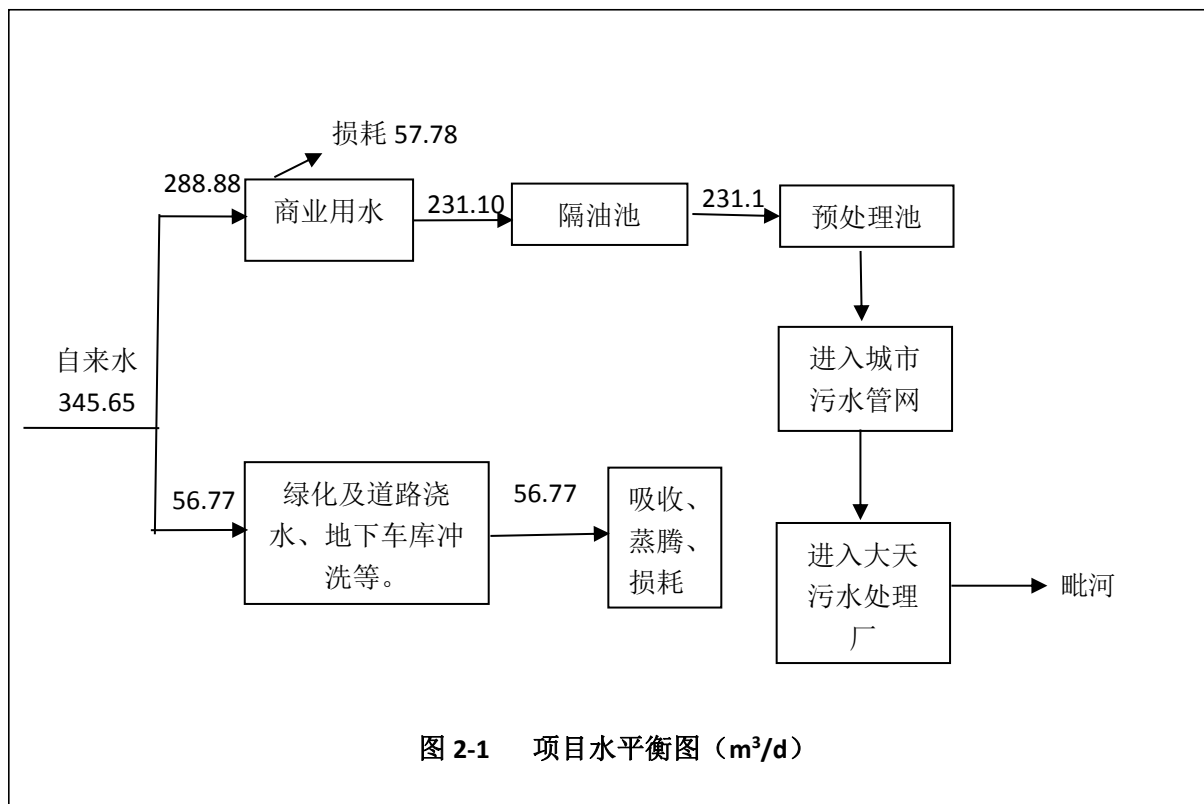 损耗 57.78
288.88
商业用水
231.10
隔油池
231.1
预处理池
自来水
345.65
进入城市
污水管网
56.77
绿化及道路浇
水、地下车库冲
洗等。
56.77
吸收、
蒸腾、
损耗
进入大天
污水处理
厂
毗河
图 2-1 项目水平衡图（m³/d）